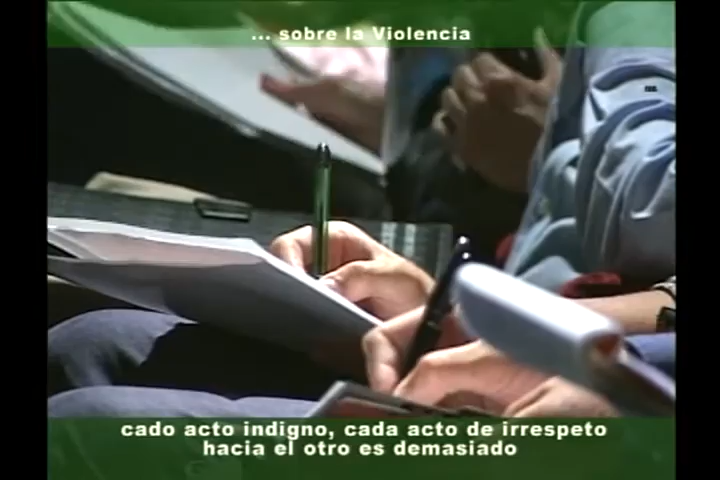 ... sobre la Violencia
cado acto indigno, cada acto de irrespeto
hacia el otro es demasiado